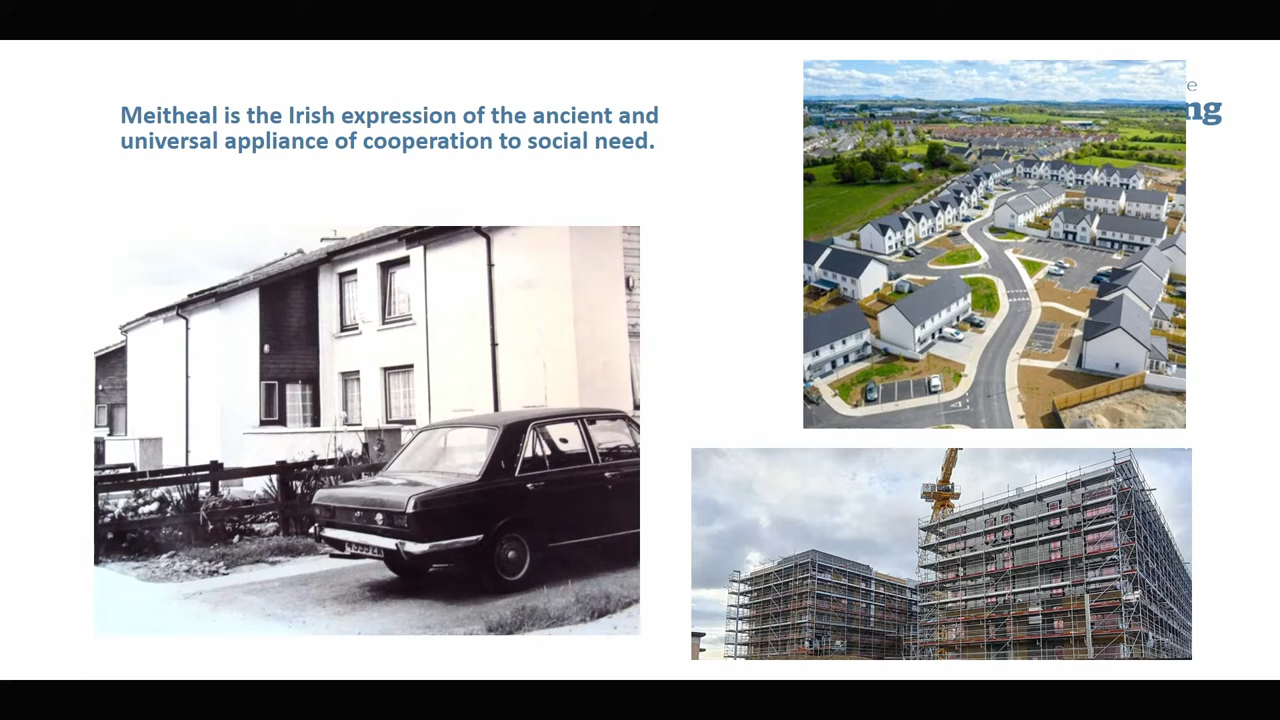 Meitheal is the Irish expression of the ancient and
universal appliance of cooperation to social need.